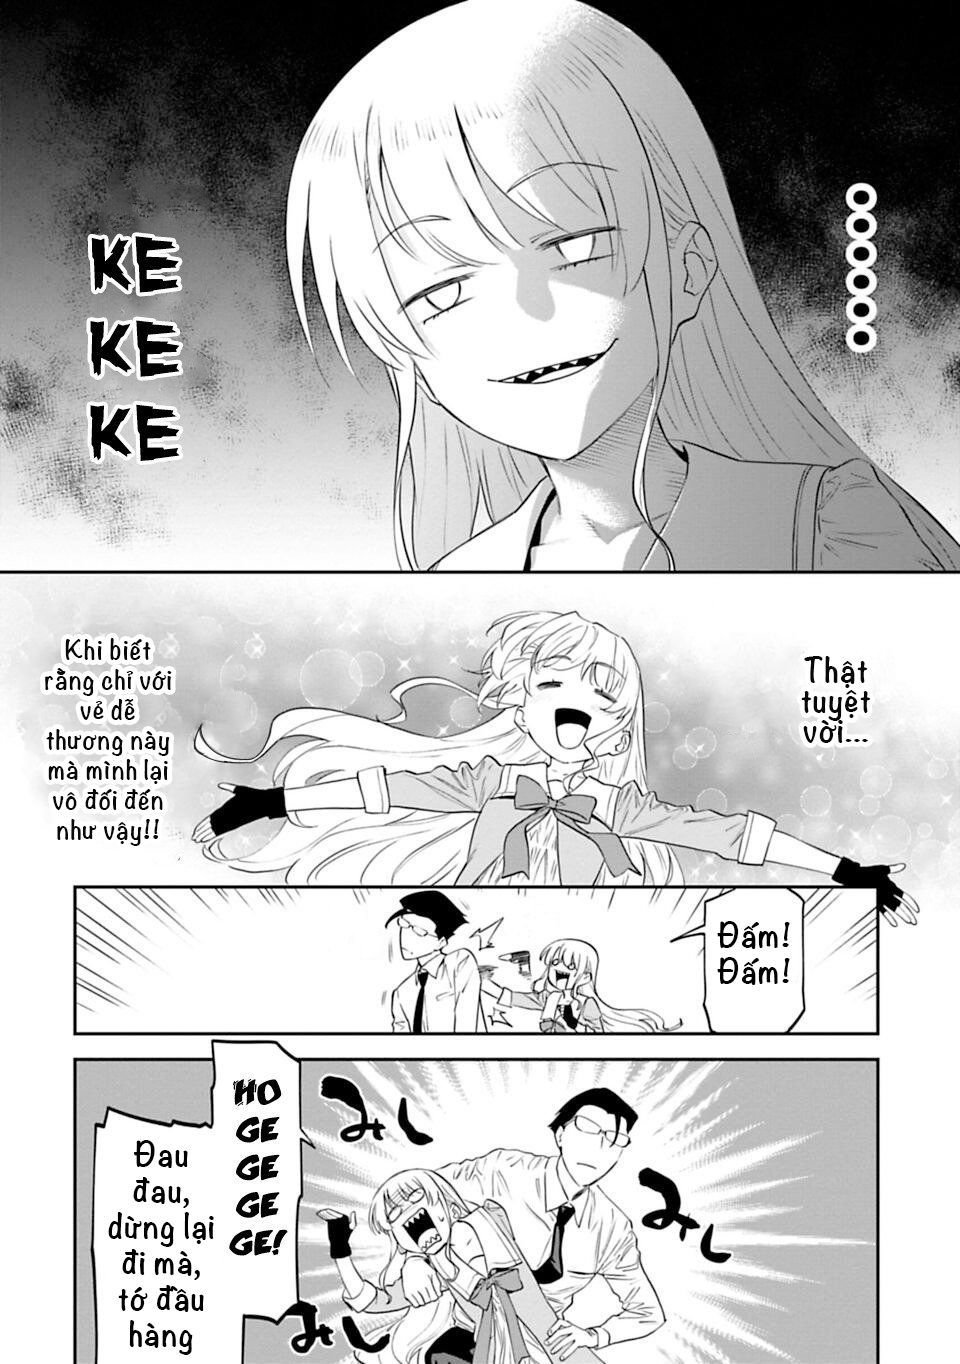 OOOOOO
KE
KE
KE
Thật
tuyệt
vời...
Khi biết
rằng chỉ với
vẻ dễ
thương này
mà mình lại
vô đối đến
như vậy!!
Đấm!
Đấm!
HO
GE
GE
GE
GE!
Đau
đau,
dừng lại
đi mà,
tớ đầu
hàng
みし
みし
みし